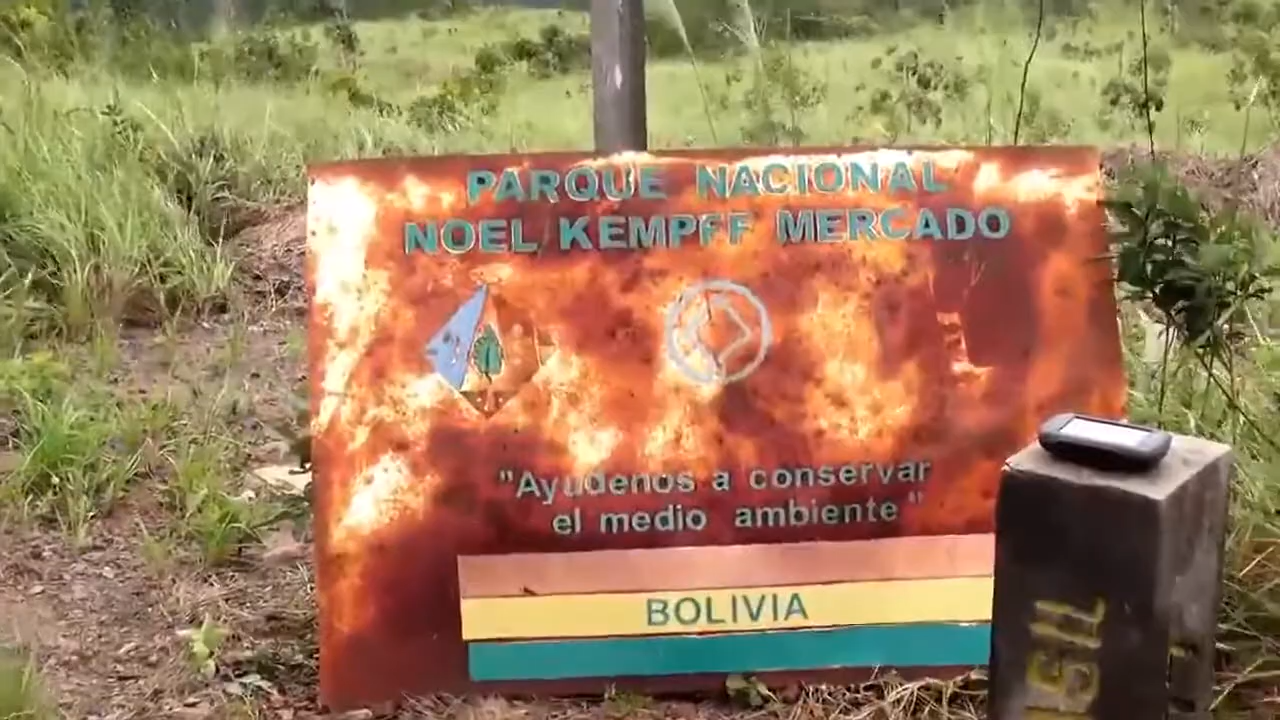 PARQUE NACIONAL
NOEL KEMPFF MERCADO
"Ayudenos a conservar
el medio ambiente"
BOLIVIA